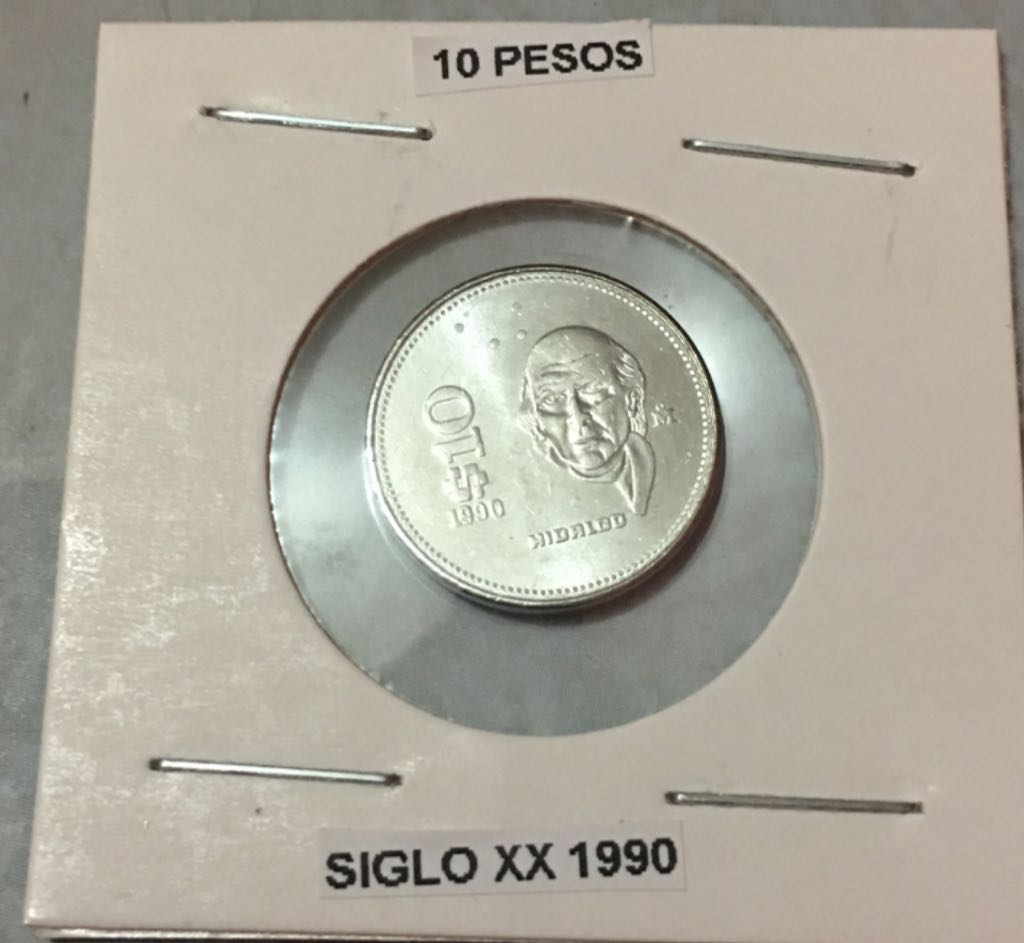 10 PESOS
$10
1990
HIDALGO
M
SIGLO XX 1990